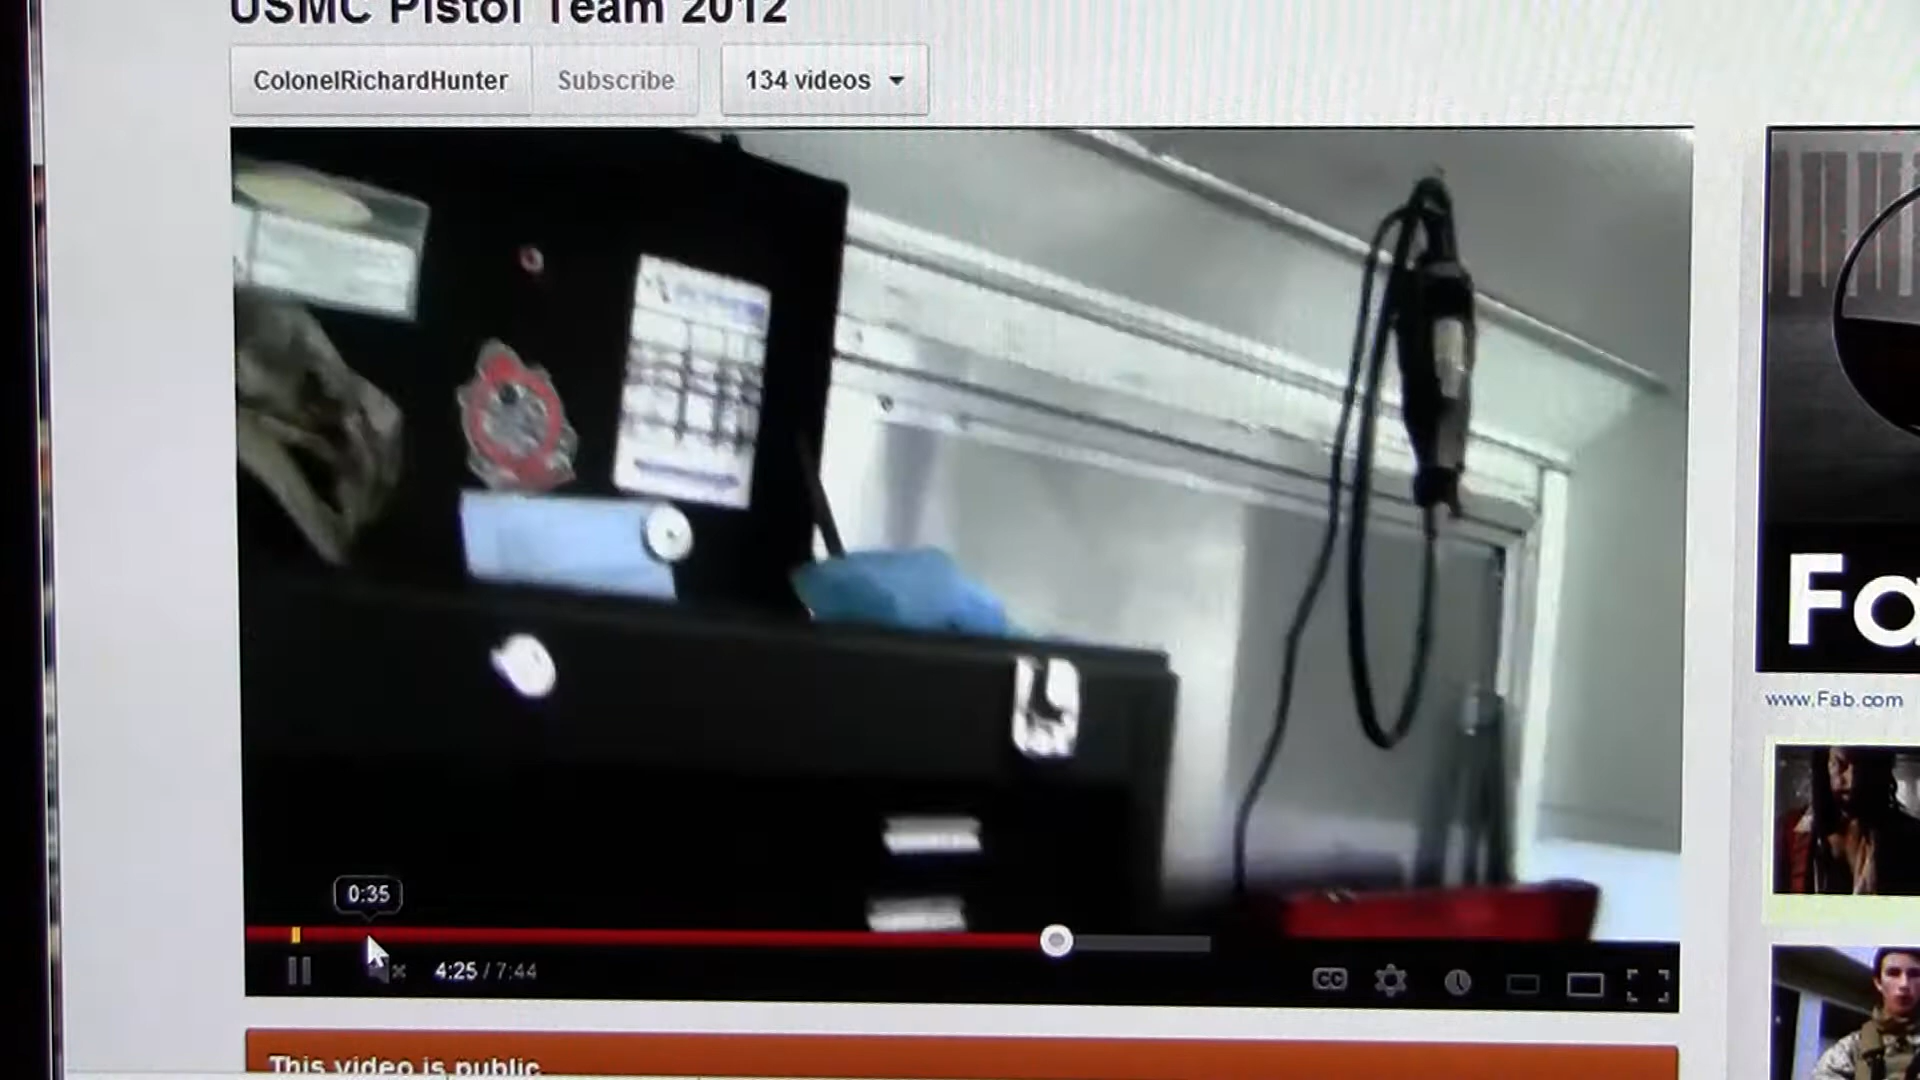 USMC Pistol Team 2012
ColonelRichardHunter
Subscribe
134 videos
0:35
4:25 / 7:44
CC
Fa
www.Fab.com
This video is public